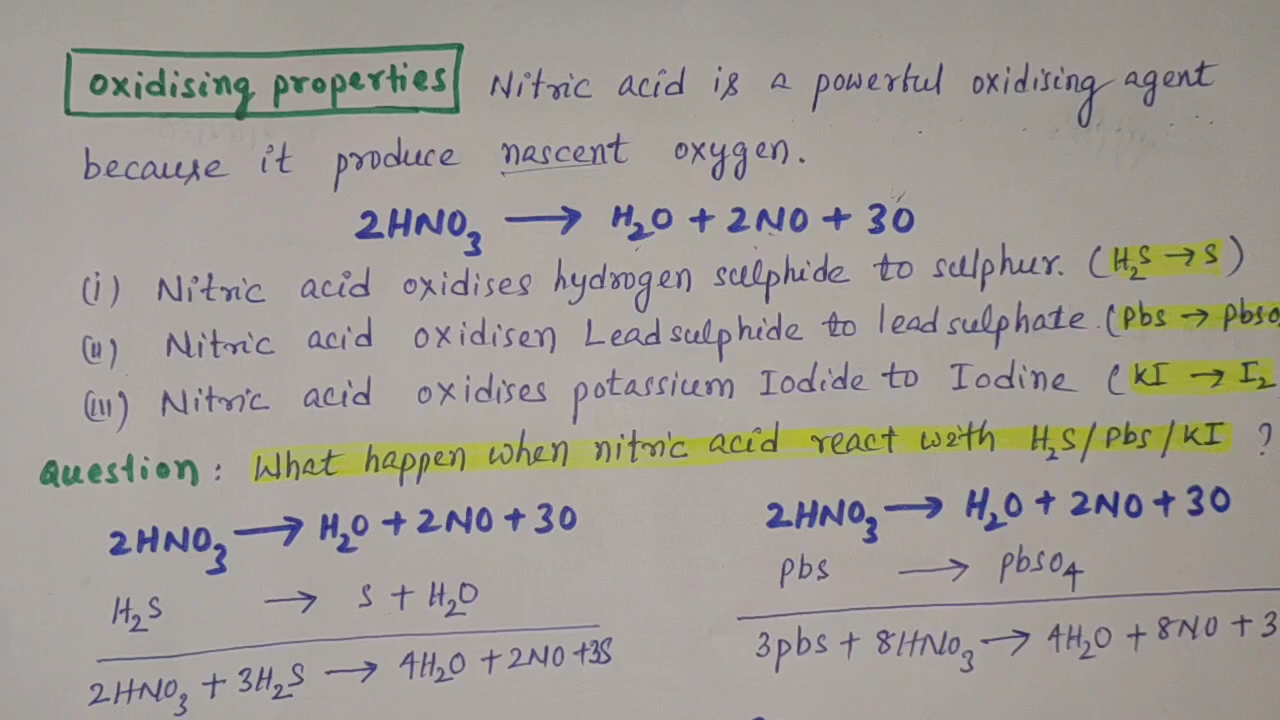 oxidising properties Nitric acid is a powerful oxidising agent
because it produce nascent oxygen.
2HNO₃ ⟶ H₂O + 2NO + 3O
(i) Nitric acid oxidises hydrogen sulphide to sulphur. (H₂S → S)
(ii) Nitric acid oxidisen Lead sulphide to lead sulphate. (Pbs → PbsO
(iii) Nitric acid oxidises potassium Iodide to Iodine (KI → I₂
Question: What happen when nitric acid react with H₂S/Pbs/KI ?
2HNO₃ ⟶ H₂O + 2NO + 3O
H₂S → S + H₂O
2HNO₃ + 3H₂S → 4H₂O + 2NO + 3S
2HNO₃ ⟶ H₂O + 2NO + 3O
Pbs → PbsO₄
3Pbs + 8HNO₃ → 4H₂O + 8NO + 3